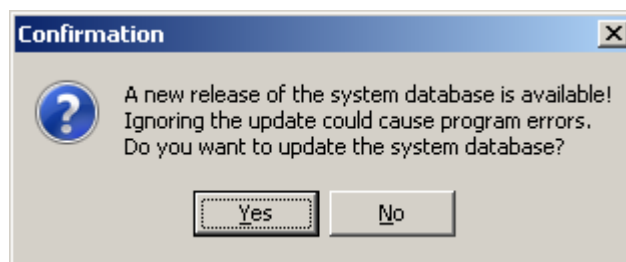 Confirmation
A new release of the system database is available!
Ignoring the update could cause program errors.
Do you want to update the system database?
Yes No